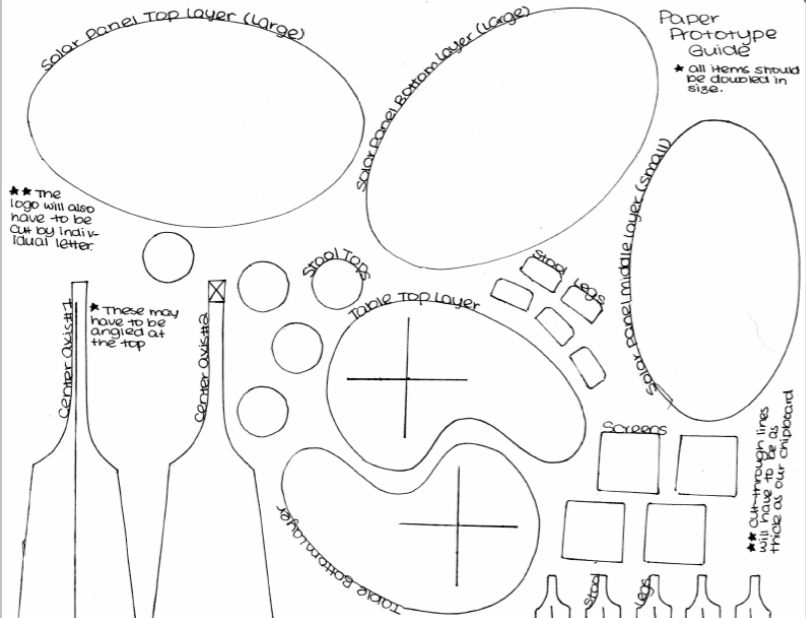 Solar Panel Top Layer (Large)
Solar Panel Bottom Layer (Large)
Paper
Prototype
Guide
* all items should
be doubled in
size.
Solar Panel middle layer (small)
** The
logo will also
have to be
cut by indiv-
idual letter.
Stool Tops
Stool Legs
Table Top Layer
Center Axis #1
* These may
have to be
angled at
the top
Center Axis #2
Screens
** Cut-through lines
will have to be as
thick as our chipboard
Table Bottom Layer
Stool Legs